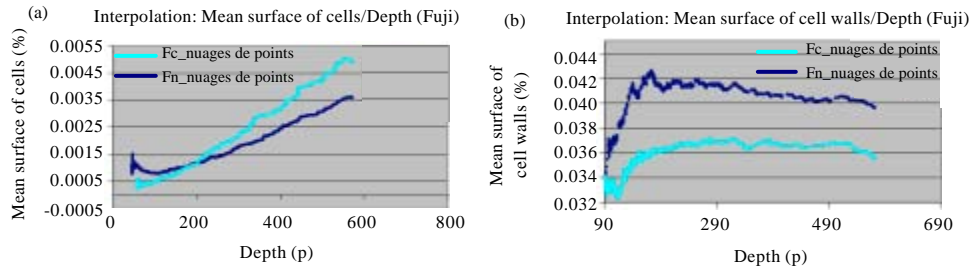 (a)
Interpolation: Mean surface of cells/Depth (Fuji)
Mean surface of cells (%)
0.0055
0.0045
0.0035
0.0025
0.0015
0.0005
-0.0005
Fc_nuages de points
Fn_nuages de points
0
200
400
600
800
Depth (p)
(b)
Interpolation: Mean surface of cell walls/Depth (Fuji)
Mean surface of
cell walls (%)
0.044
0.042
0.040
0.038
0.036
0.034
0.032
Fc_nuages de points
Fn_nuages de points
90
290
490
690
Depth (p)